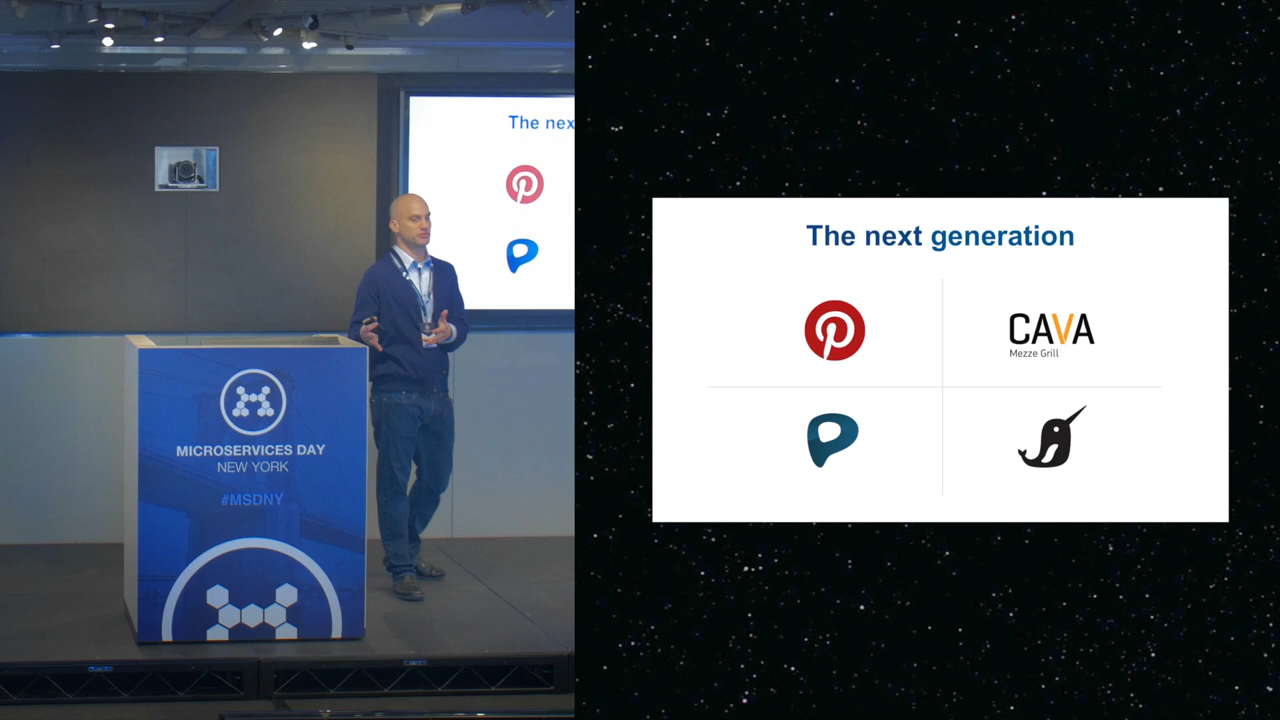 The nex
MICROSERVICES DAY
NEW YORK
#MSDNY
The next generation
CAVA
Mezze Grill